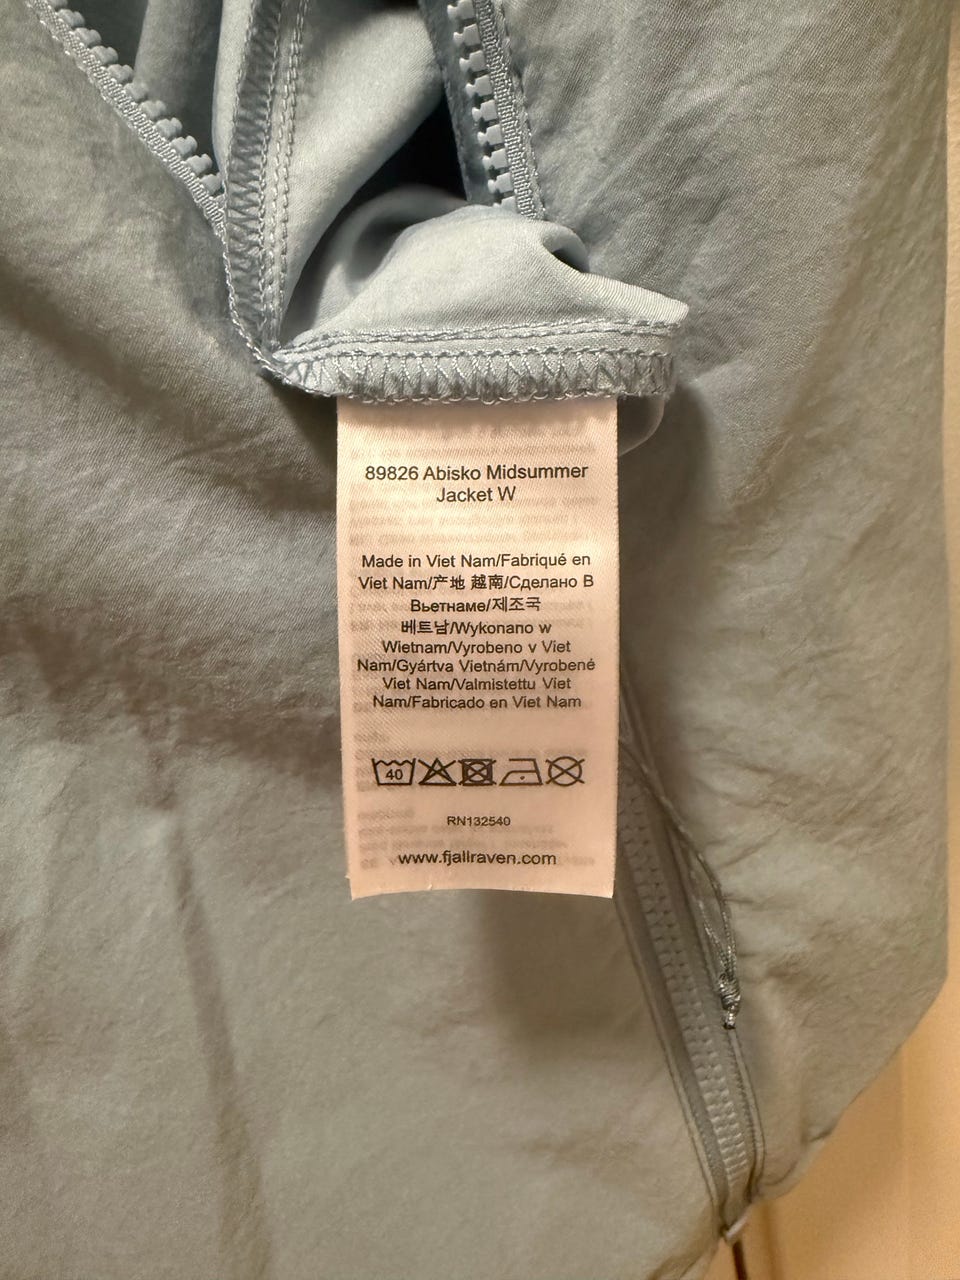 89826 Abisko Midsummer
Jacket W
Made in Viet Nam/Fabriqué en
Viet Nam/产地 越南/Сделано В
Вьетнаме/제조국
베트남/Wykonano w
Wietnam/Vyrobeno v Viet
Nam/Gyártva Vietnám/Vyrobené
Viet Nam/Valmistettu Viet
Nam/Fabricado en Viet Nam
40
RN132540
www.fjallraven.com